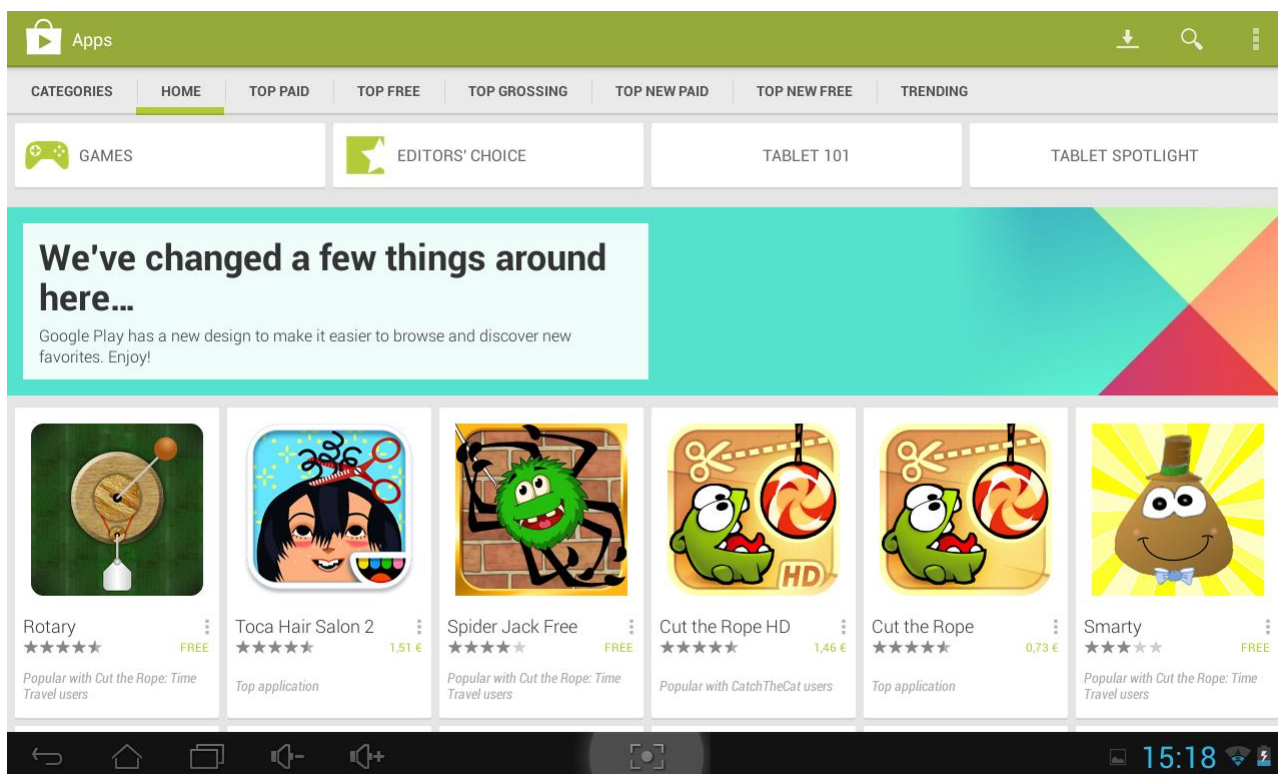 Apps
CATEGORIES HOME TOP PAID TOP FREE TOP GROSSING TOP NEW PAID TOP NEW FREE TRENDING
GAMES EDITORS' CHOICE TABLET 101 TABLET SPOTLIGHT
We've changed a few things around
here...
Google Play has a new design to make it easier to browse and discover new
favorites. Enjoy!
HD
Rotary
FREE
Popular with Cut the Rope: Time
Travel users
Toca Hair Salon 2
1,51 €
Top application
Spider Jack Free
FREE
Popular with Cut the Rope: Time
Travel users
Cut the Rope HD
1,46 €
Popular with CatchTheCat users
Cut the Rope
0,73 €
Top application
Smarty
FREE
Popular with Cut the Rope: Time
Travel users
15:18